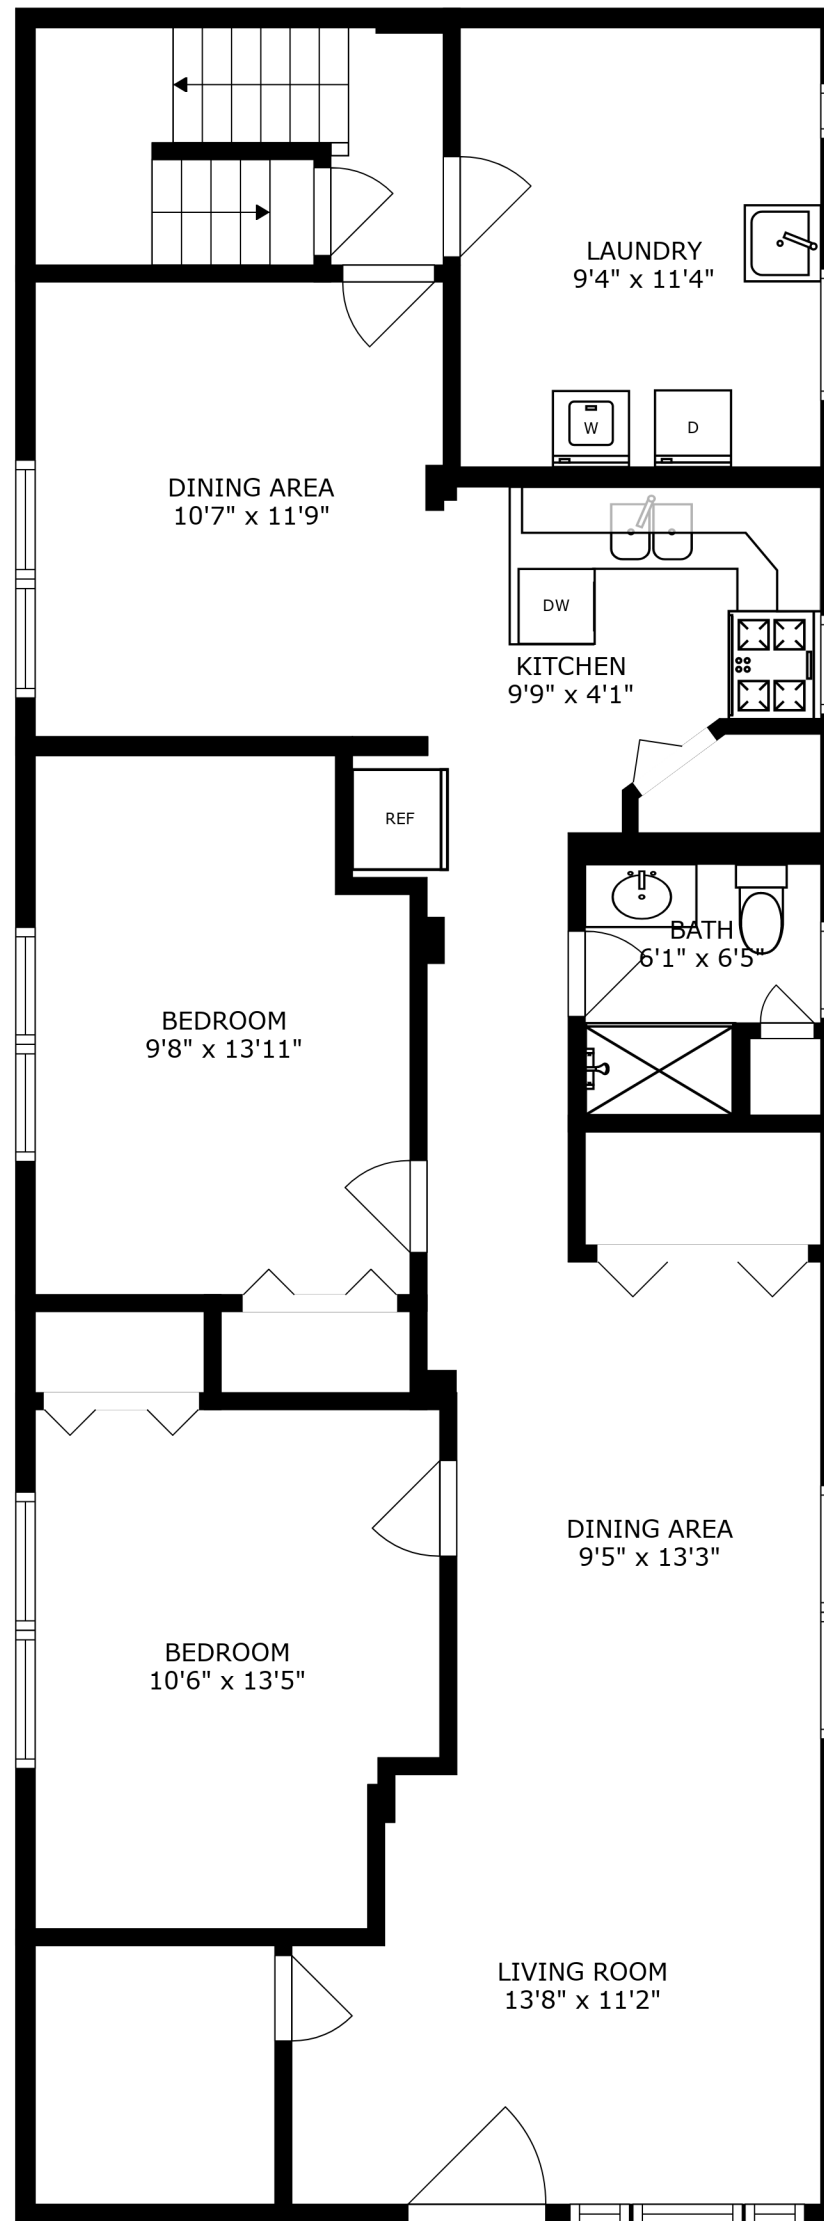 LAUNDRY
9'4" x 11'4"
W
D
DINING AREA
10'7" x 11'9"
DW
KITCHEN
9'9" x 4'1"
REF
BATH
6'1" x 6'5"
BEDROOM
9'8" x 13'11"
DINING AREA
9'5" x 13'3"
BEDROOM
10'6" x 13'5"
LIVING ROOM
13'8" x 11'2"